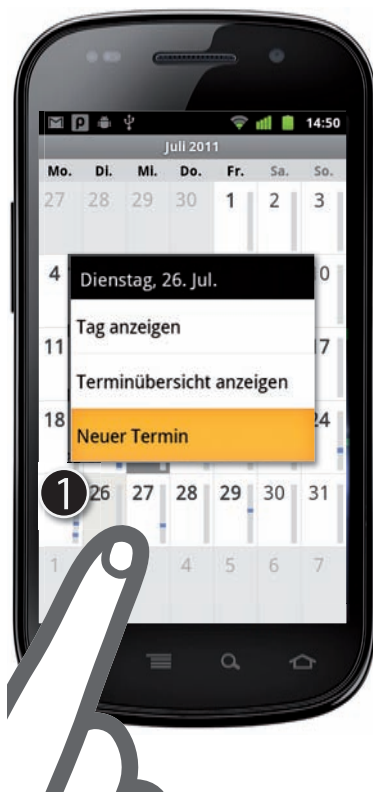 14:50
Juli 2011
Mo. Di. Mi. Do. Fr. Sa. So.
27 28 29 30 1 2 3
4 0
Dienstag, 26. Jul.
Tag anzeigen
11 17
Terminübersicht anzeigen
18 24
Neuer Termin
1 26 27 28 29 30 31
1 4 5 6 7